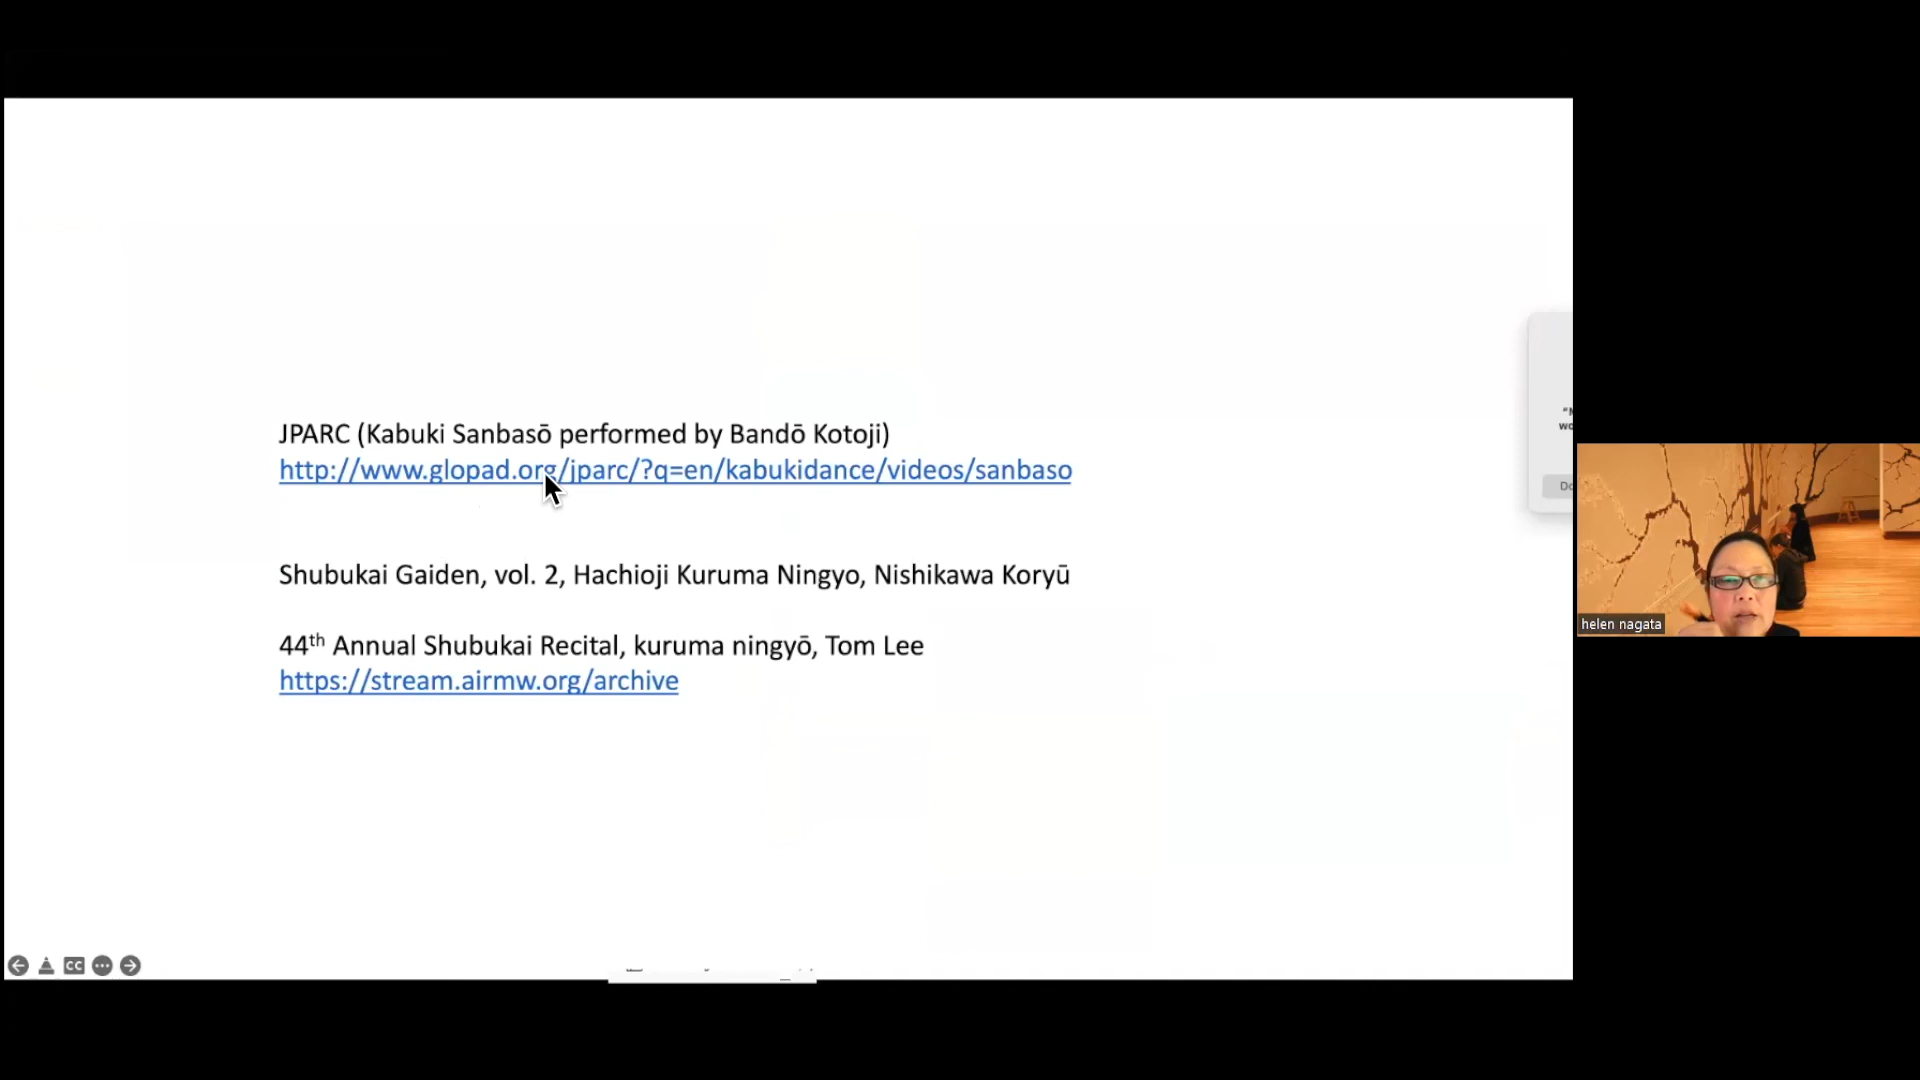 JPARC (Kabuki Sanbasō performed by Bandō Kotoji)
http://www.glopad.org/jparc/?q=en/kabukidance/videos/sanbaso
Shubukai Gaiden, vol. 2, Hachioji Kuruma Ningyo, Nishikawa Koryū
44th Annual Shubukai Recital, kuruma ningyō, Tom Lee
https://stream.airmw.org/archive
helen nagata
CC